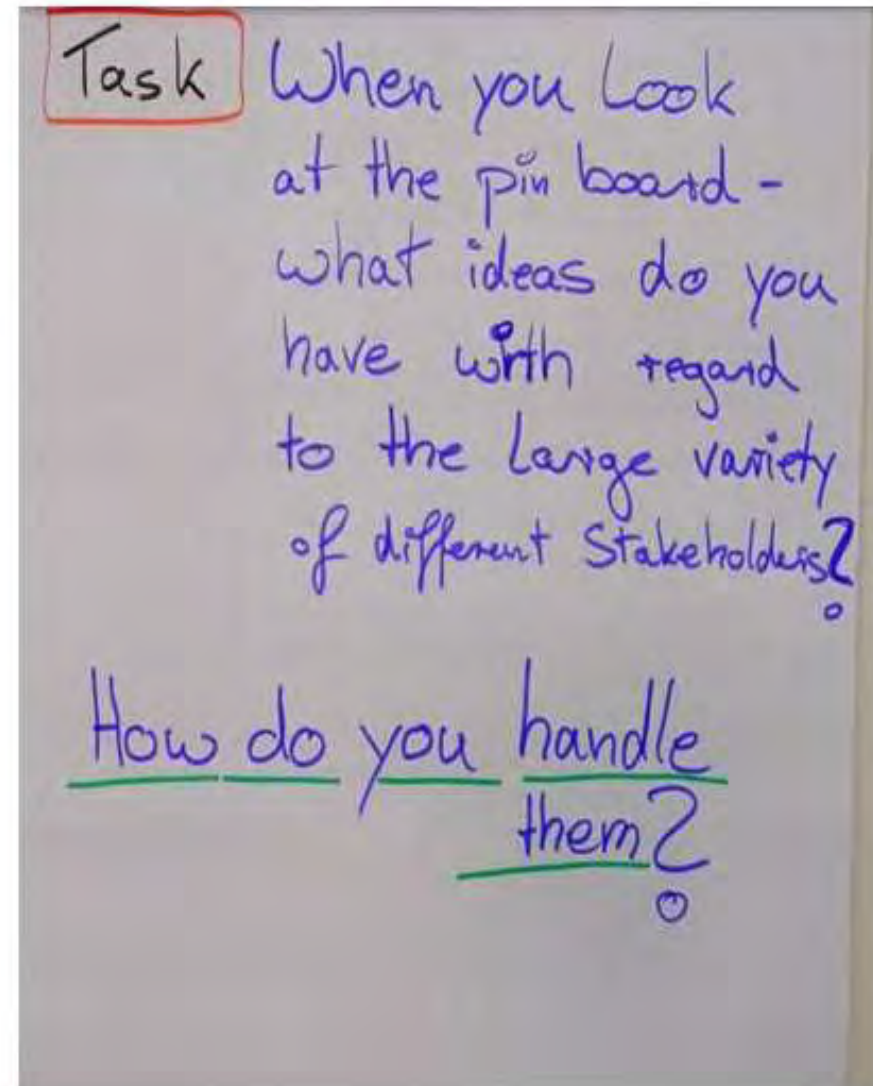 Task When you Look
at the pin board -
what ideas do you
have with regard
to the large variety
of different Stakeholders?
How do you handle
them?